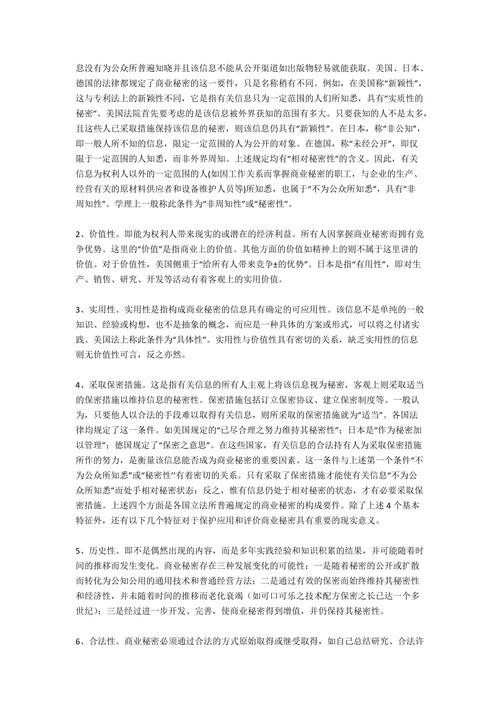 息没有为公众所普遍知晓并且该信息不能从公开渠道如出版物轻易就能获取。美国、日本、
德国的法律都规定了商业秘密的这一要件，只是名称稍有不同。例如，在美国称“新颖性”，
这与专利法上的新颖性不同，它是指有关信息只为一定范围的人们所知悉，具有“实质性的
秘密”。美国法院首先要考虑的是该信息被外界获知的范围有多大。只要获知的人不是太多，
且这些人已采取措施保持该信息的秘密，则该信息仍具有“新颖性”。在日本，称“非公知”，
即一般人所不知的信息，限定一定范围的人为公开的对象。在德国，称“未经公开”，即仅
限于一定范围的人知悉，而非外界周知。上述规定均有“相对秘密性”的含义。因此，有关
信息为权利人以外的一定范围的人(如因工作关系而掌握商业秘密的职工，与企业的生产、
经营有关的原材料供应者和设备维护人员等)所知悉，也属于“不为公众所知悉”，具有“非
周知性”。学理上一般称此条件为“非周知性”或“秘密性”。
2、价值性。即能为权利人带来现实的或潜在的经济利益。所有人因掌握商业秘密而拥有竞
争优势。这里的“价值”是指商业上的价值。其他方面的价值如精神上的则不属于这里讲的
价值。对于价值性，美国侧重于“给所有人带来竞争±的优势”。日本是指“有用性”，即对生
产、销售、研究、开发等活动有着客观上的实用价值。
3、实用性。实用性是指构成商业秘密的信息具有确定的可应用性。该信息不是单纯的一般
知识、经验或构想，也不是抽象的概念，而应是一种具体的方案或形式，可以将之付诸实
践。美国法上称此条件为“具体性”。实用性与价值性具有密切的关系，缺乏实用性的信息
则无价值性可言，反之亦然。
4、采取保密措施。这是指有关信息的所有人主观上将该信息视为秘密，客观上则采取适当
的保密措施以维持信息的秘密性。保密措施包括订立保密协议、建立保密制度等。一般认
为，只要他人以合法的手段难以取得有关信息，则所采取的保密措施就为“适当”。各国法
律均规定了这一条件。如美国规定的“已尽合理之努力维持其秘密性”；日本是“作为秘密加
以管理”；德国规定了“保密之意思”。在这些国家，有关信息的合法持有人为采取保密措施
所作的努力，是衡量该信息能否成为商业秘密的重要因素。这一条件与上述第一个条件“不
为公众所知悉”或“秘密性”有着密切的关系。只有采取了保密措施才能使有关信息“不为公
众所知悉”而处于相对秘密状态；反之，惟有信息仍处于相对秘密的状态，才有必要采取保
密措施。上述四个方面是各国立法所普遍规定的商业秘密的构成要件。除了上述 4 个基本
特征外，还有以下几个特征对于保护应用和评价商业秘密具有重要的现实意义。
5、历史性。即不是偶然出现的内容，而是多年实践经验和知识积累的结果，并可能随着时
间的推移而发生变化。商业秘密存在三种发展变化的可能性：一是随着秘密的公开或扩散
而转化为公知公用的通用技术和普通经营方法；二是通过有效的保密而始终维持其秘密性
和经济性，并未随着时间的推移而老化衰竭（如可口可乐之技术配方保密之长已达一个多
世纪）；三是经过进一步开发、完善，使商业秘密得到增值，并仍保持其秘密性。
6、合法性。商业秘密必须通过合法的方式原始取得或继受取得，如自己总结研究、合法许